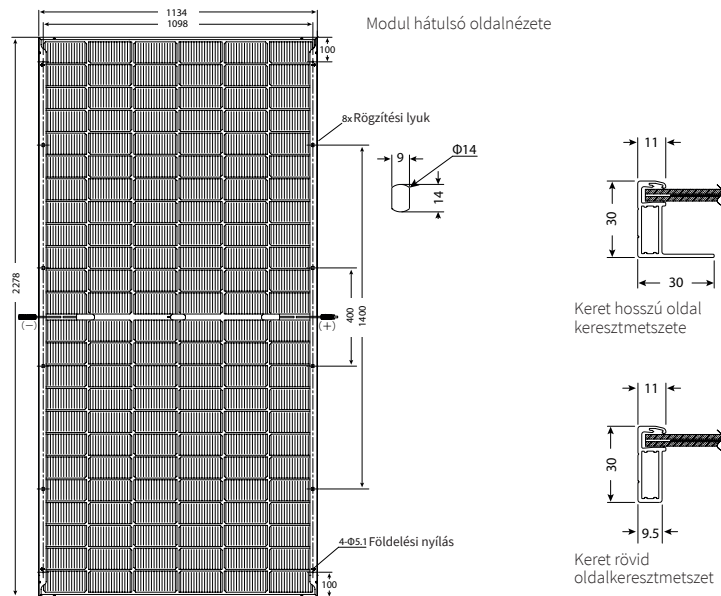 1134
1098
Modul hátulsó oldalnézete
100
8x Rögzítési lyuk
9
Φ14
14
11
30
30
Keret hosszú oldal
keresztmetszete
2278
400
1400
(−)
(+)
11
30
9.5
4-Φ5.1 Földelési nyílás
100
Keret rövid
oldalkeresztmetszet